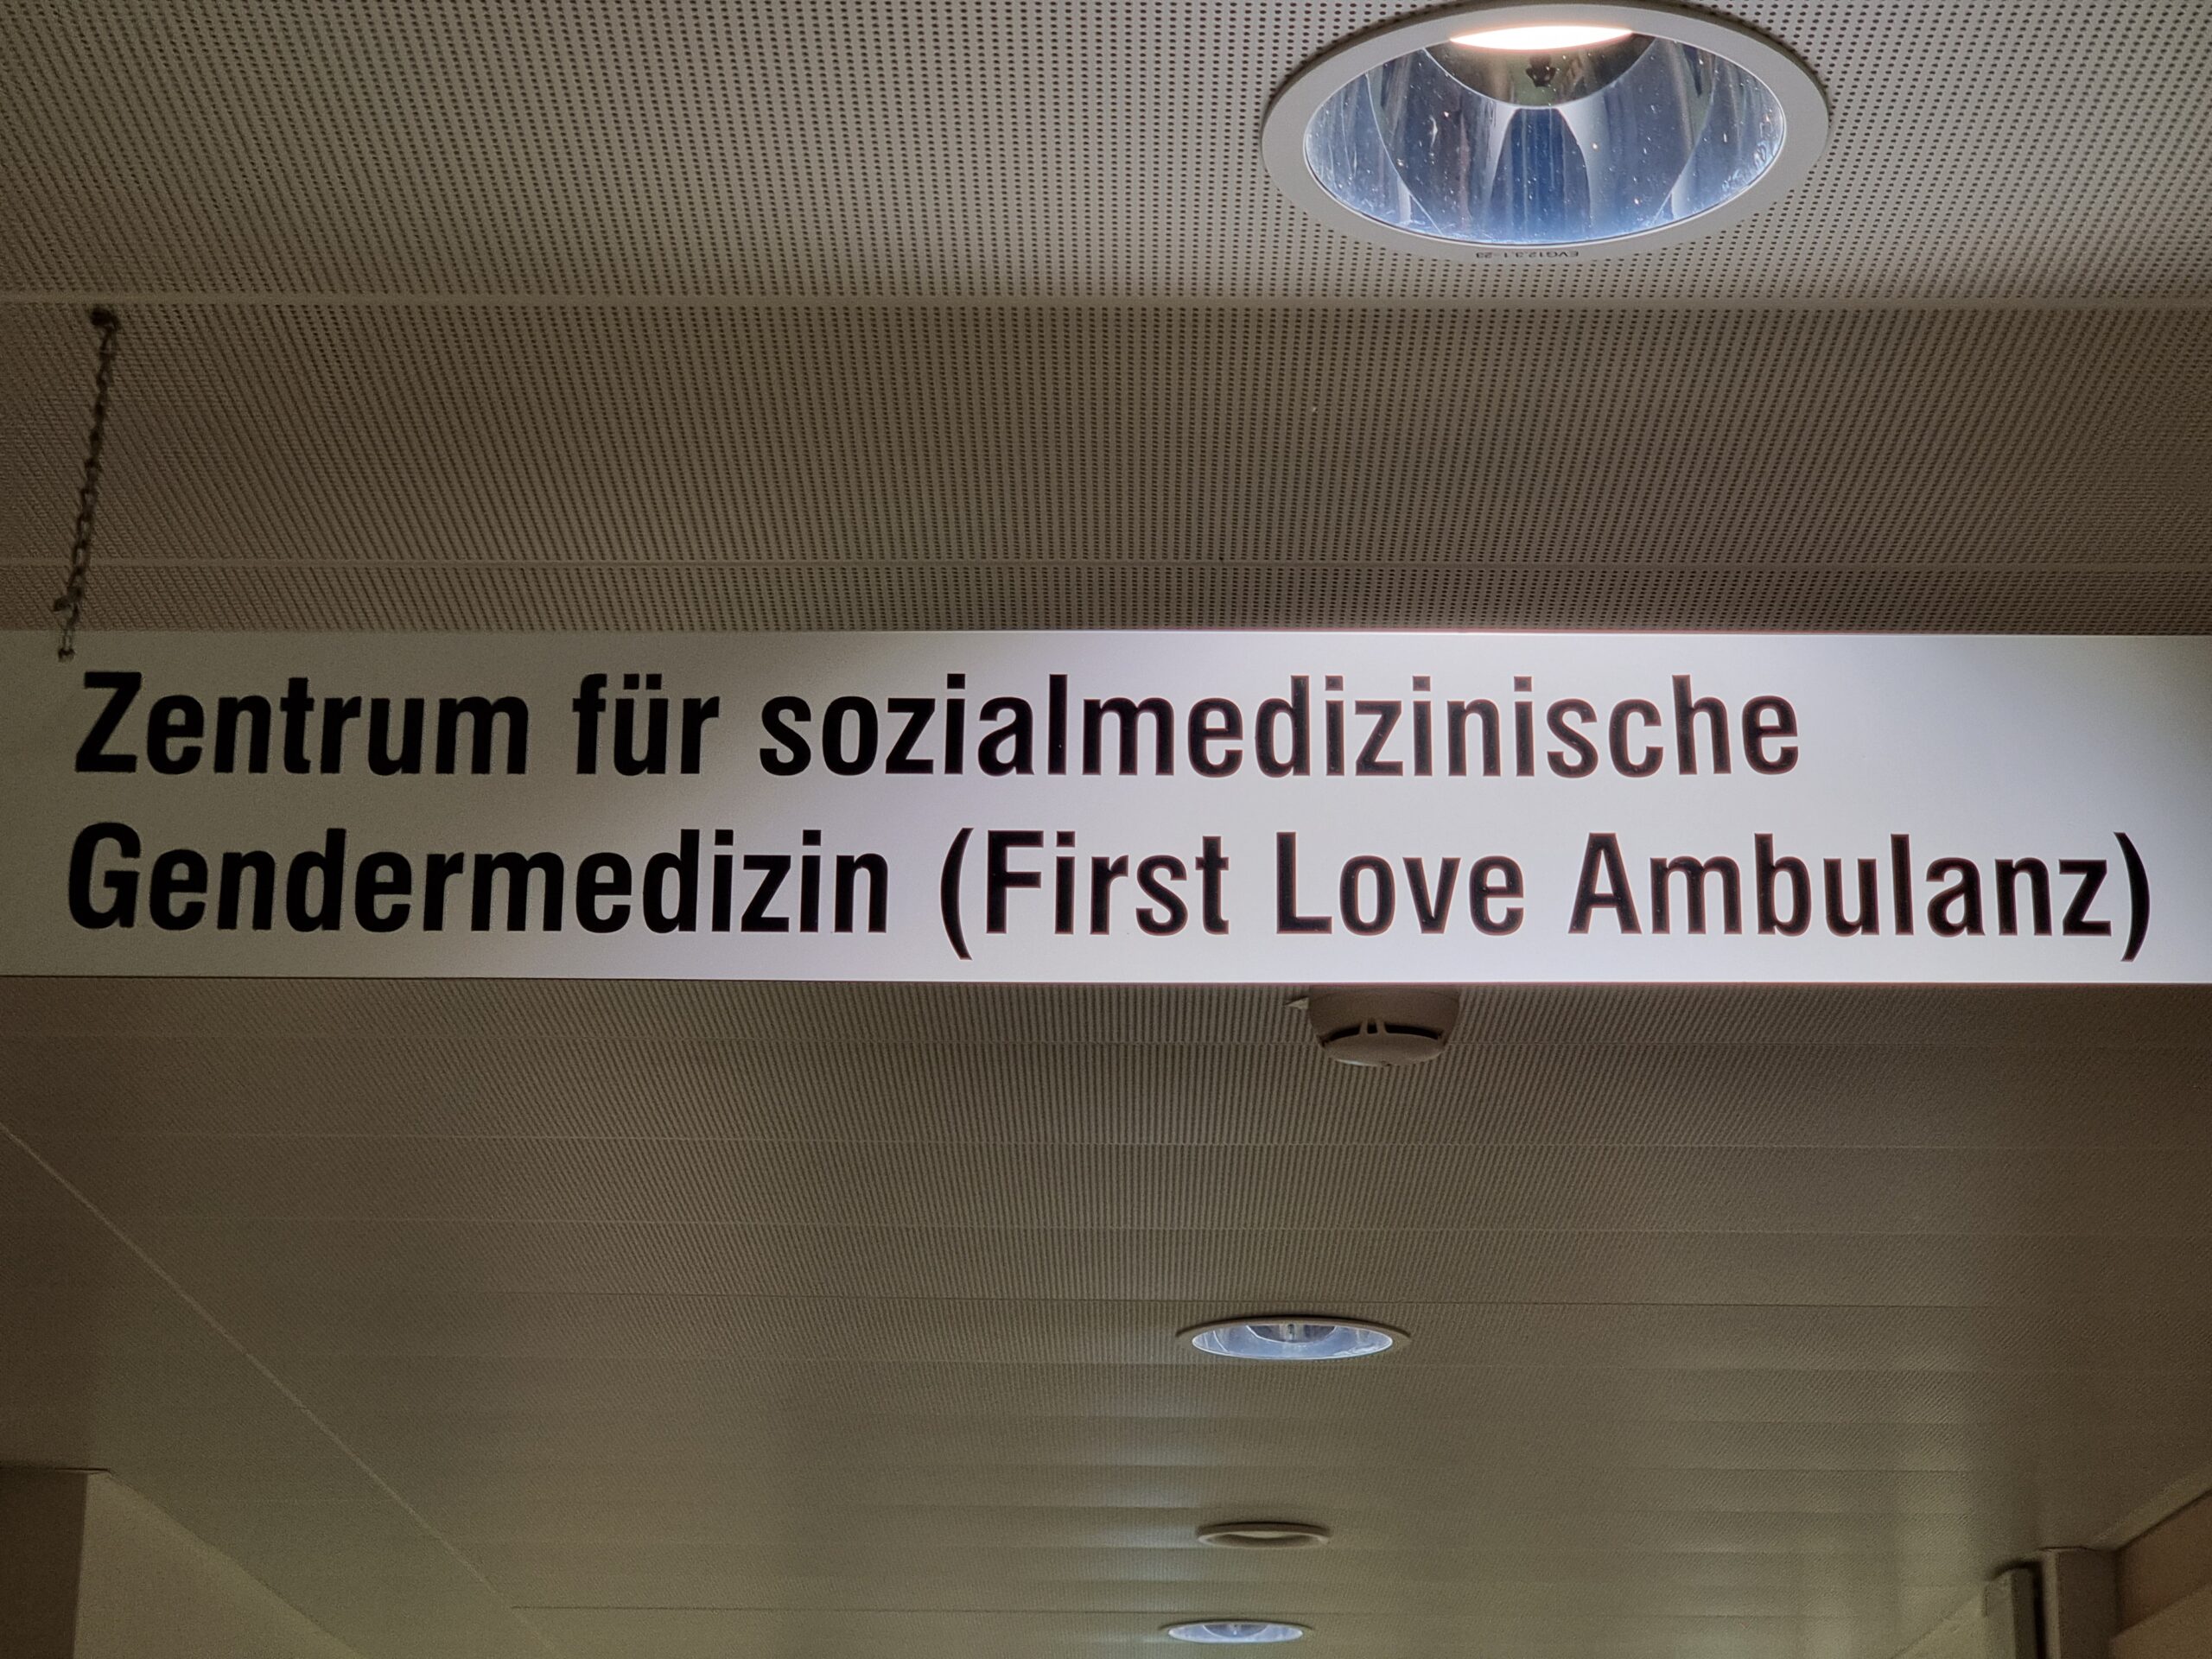 Zentrum für sozialmedizinische
Gendermedizin (First Love Ambulanz)